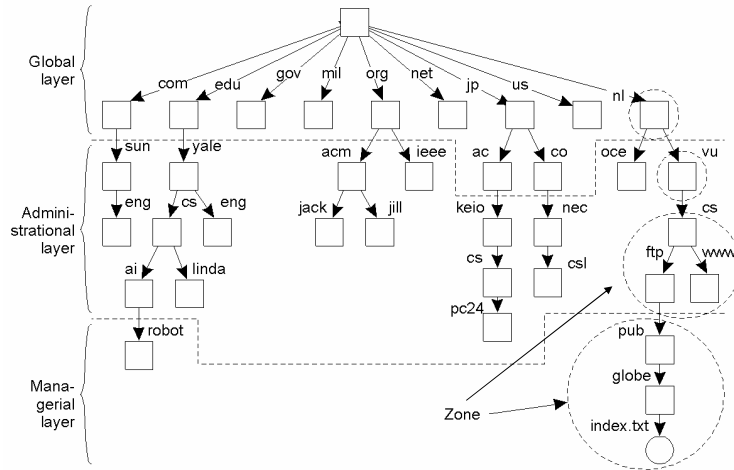 Global
layer
com
edu
gov
mil
org
net
jp
us
nl
sun
yale
acm
ieee
ac
co
oce
vu
Adminis-
strational
layer
eng
cs
eng
jack
jill
keio
nec
cs
ai
linda
cs
csl
ftp
www
pc24
robot
pub
Mana-
gerial
layer
globe
Zone
index.txt